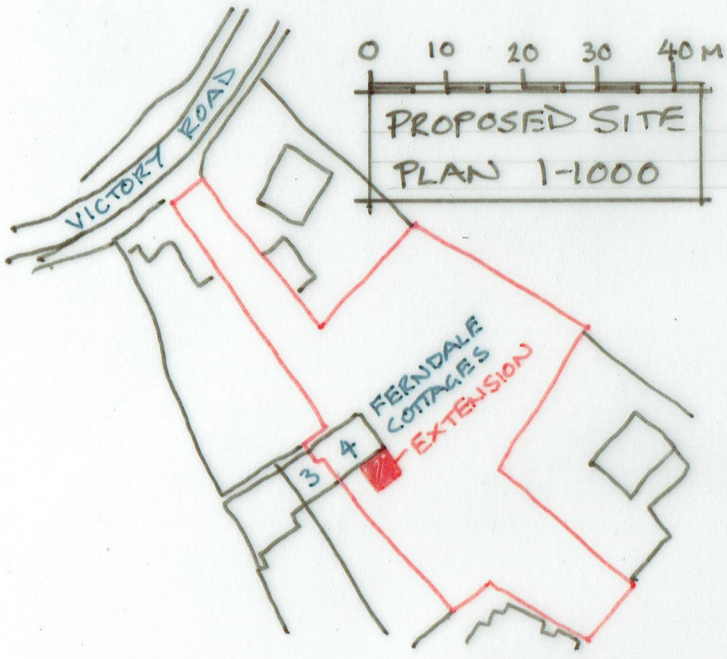 0 10 20 30 40 M
PROPOSED SITE
PLAN 1-1000
VICTORY ROAD
FERNDALE
COTTAGES
EXTENSION
4
3